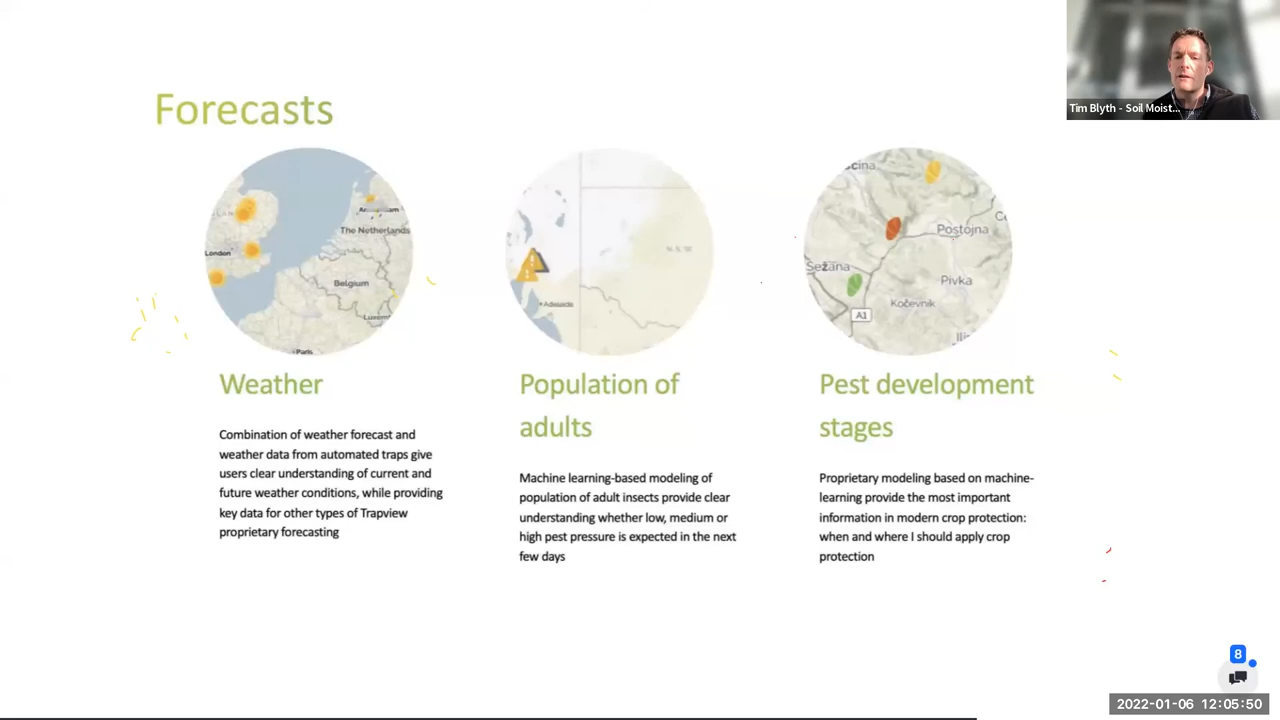 Forecasts
Tim Blyth - Soil Moist...
London
The Netherlands
Belgium
Paris
Adelaide
N.S.W
Postojna
Sežana
Pivka
Kočevnik
A1
Weather
Combination of weather forecast and
weather data from automated traps give
users clear understanding of current and
future weather conditions, while providing
key data for other types of Trapview
proprietary forecasting
Population of
adults
Machine learning-based modeling of
population of adult insects provide clear
understanding whether low, medium or
high pest pressure is expected in the next
few days
Pest development
stages
Proprietary modeling based on machine-
learning provide the most important
information in modern crop protection:
when and where I should apply crop
protection
8
2022-01-06 12:05:50